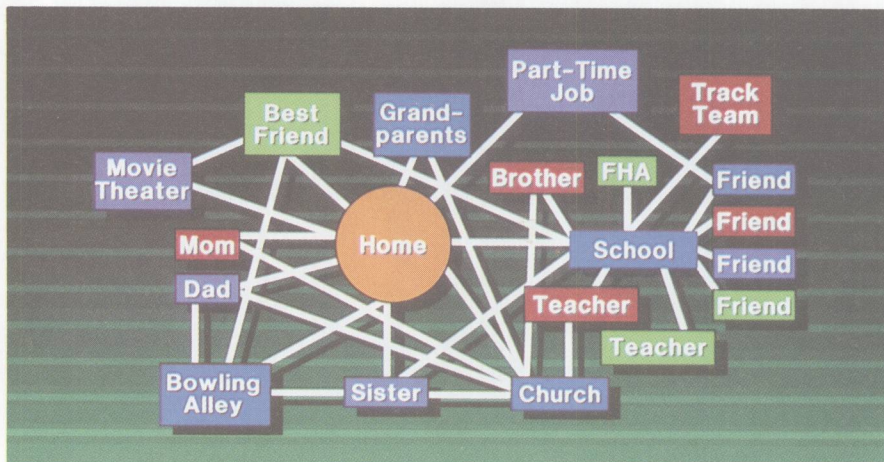 Part-Time
Job
Track
Team
Best
Friend
Grand-
parents
Movie
Theater
Brother
FHA
Friend
Friend
Mom
Home
School
Friend
Dad
Teacher
Friend
Teacher
Bowling
Alley
Sister
Church